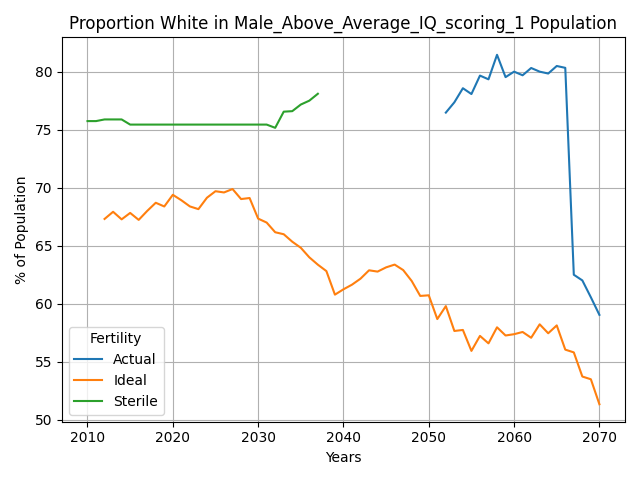 Proportion White in Male_Above_Average_IQ_scoring_1 Population
% of Population
80
75
70
65
60
55
50
Fertility
Actual
Ideal
Sterile
2010
2020
2030
2040
2050
2060
2070
Years